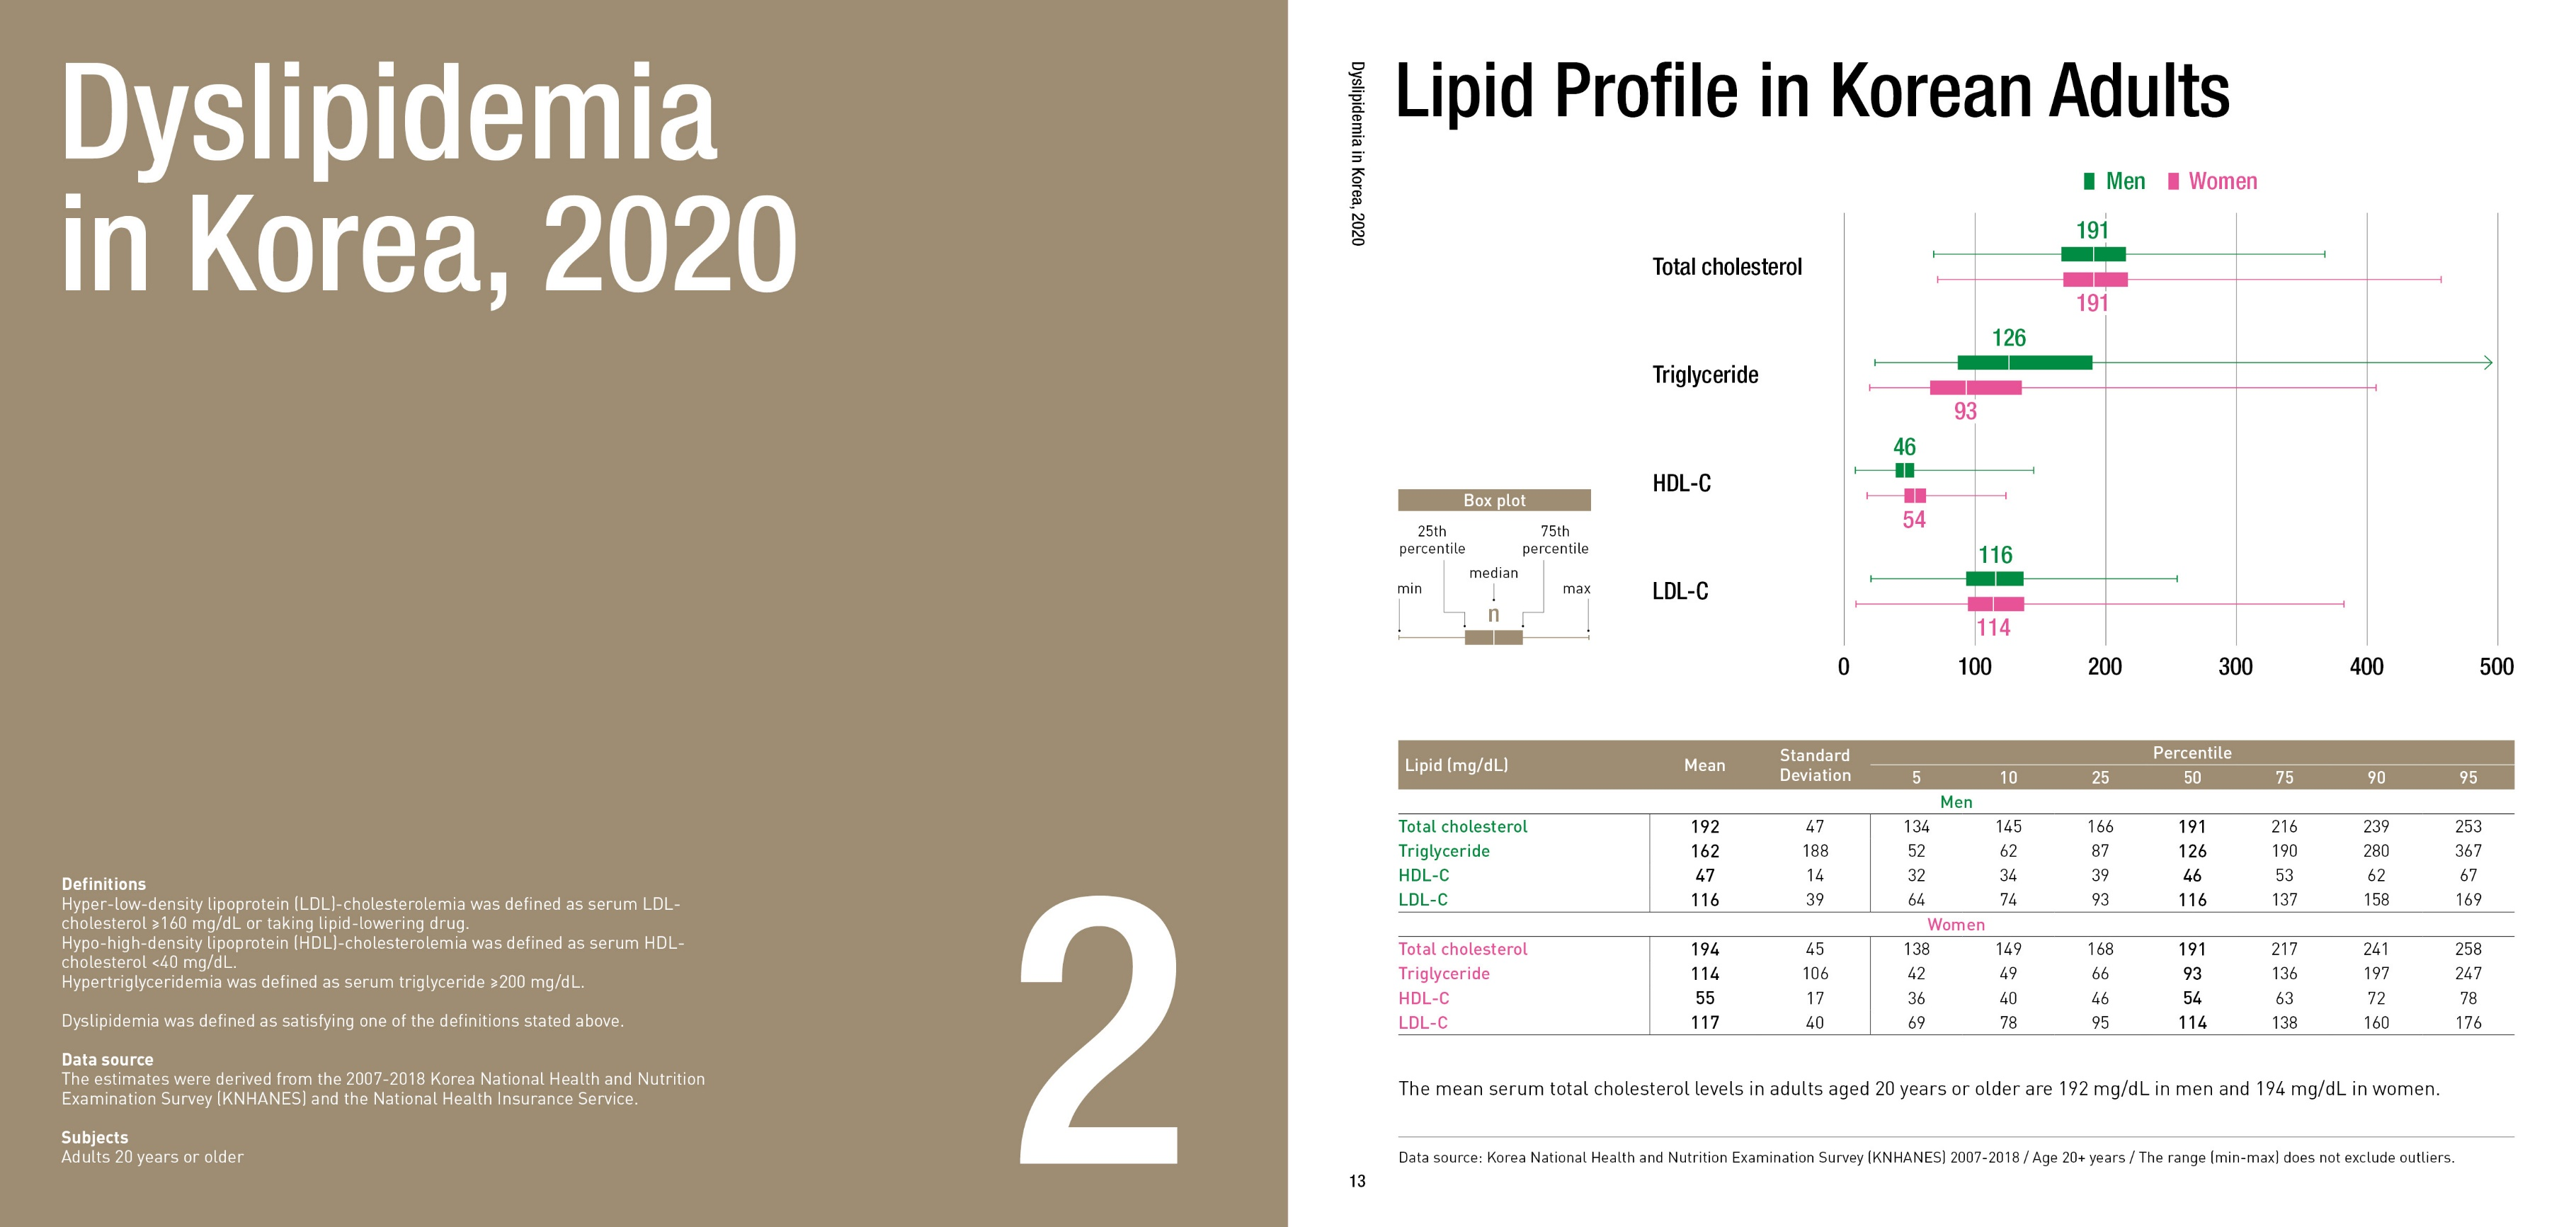 Dyslipidemia
in Korea, 2020
Definitions
Hyper-low-density lipoprotein (LDL)-cholesterolemia was defined as serum LDL-
cholesterol ≥160 mg/dL or taking lipid-lowering drug.
Hypo-high-density lipoprotein (HDL)-cholesterolemia was defined as serum HDL-
cholesterol <40 mg/dL.
Hypertriglyceridemia was defined as serum triglyceride ≥200 mg/dL.
Dyslipidemia was defined as satisfying one of the definitions stated above.
Data source
The estimates were derived from the 2007-2018 Korea National Health and Nutrition
Examination Survey (KNHANES) and the National Health Insurance Service.
Subjects
Adults 20 years or older
2
Dyslipidemia in Korea, 2020
Lipid Profile in Korean Adults
Men Women
Total cholesterol
191
191
Triglyceride
126
93
HDL-C
46
54
LDL-C
116
114
0 100 200 300 400 500
Box plot
25th percentile
75th percentile
median
min
max
n
Lipid (mg/dL) Mean Standard Deviation Percentile
5 10 25 50 75 90 95
Men
Total cholesterol 192 47 134 145 166 191 216 239 253
Triglyceride 162 188 52 62 87 126 190 280 367
HDL-C 47 14 32 34 39 46 53 62 67
LDL-C 116 39 64 74 93 116 137 158 169
Women
Total cholesterol 194 45 138 149 168 191 217 241 258
Triglyceride 114 106 42 49 66 93 136 197 247
HDL-C 55 17 36 40 46 54 63 72 78
LDL-C 117 40 69 78 95 114 138 160 176
The mean serum total cholesterol levels in adults aged 20 years or older are 192 mg/dL in men and 194 mg/dL in women.
Data source: Korea National Health and Nutrition Examination Survey (KNHANES) 2007-2018 / Age 20+ years / The range (min-max) does not exclude outliers.
13